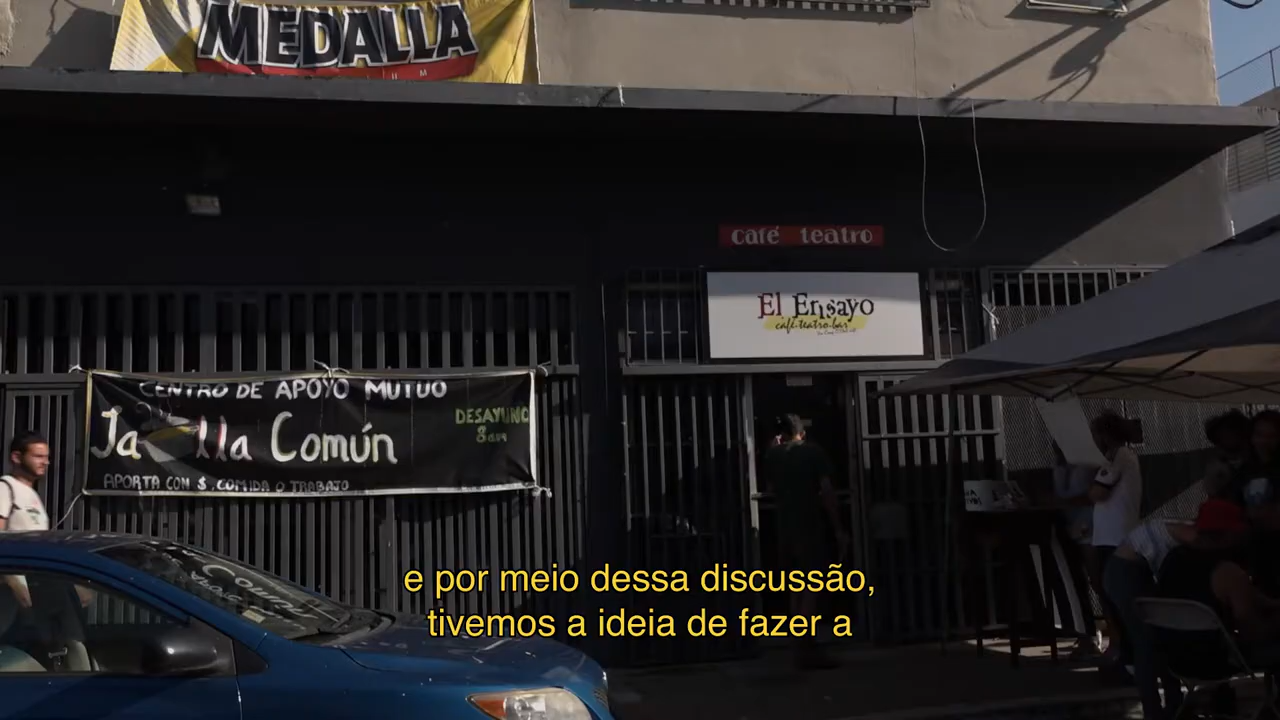 MEDALLA
café teatro
El Ensayo
café-teatro-bar
CENTRO DE APOYO MUTUO
DESAYUNO
8am
Ja lla Común
APORTA CON $, COMIDA O TRABAJO
e por meio dessa discussão,
tivemos a ideia de fazer a